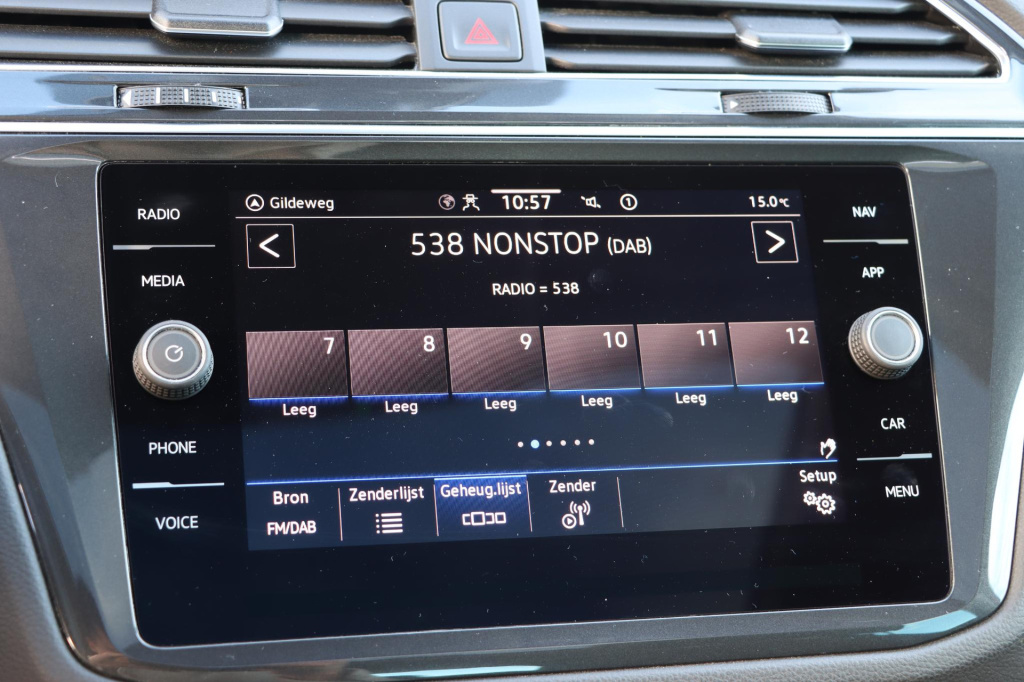 RADIO
MEDIA
PHONE
VOICE
Gildeweg
10:57
1
15.0°C
<
538 NONSTOP (DAB)
>
RADIO = 538
7 8 9 10 11 12
Leeg Leeg Leeg Leeg Leeg Leeg
Bron
FM/DAB
Zenderlijst
Geheug.lijst
Zender
Setup
NAV
APP
CAR
MENU